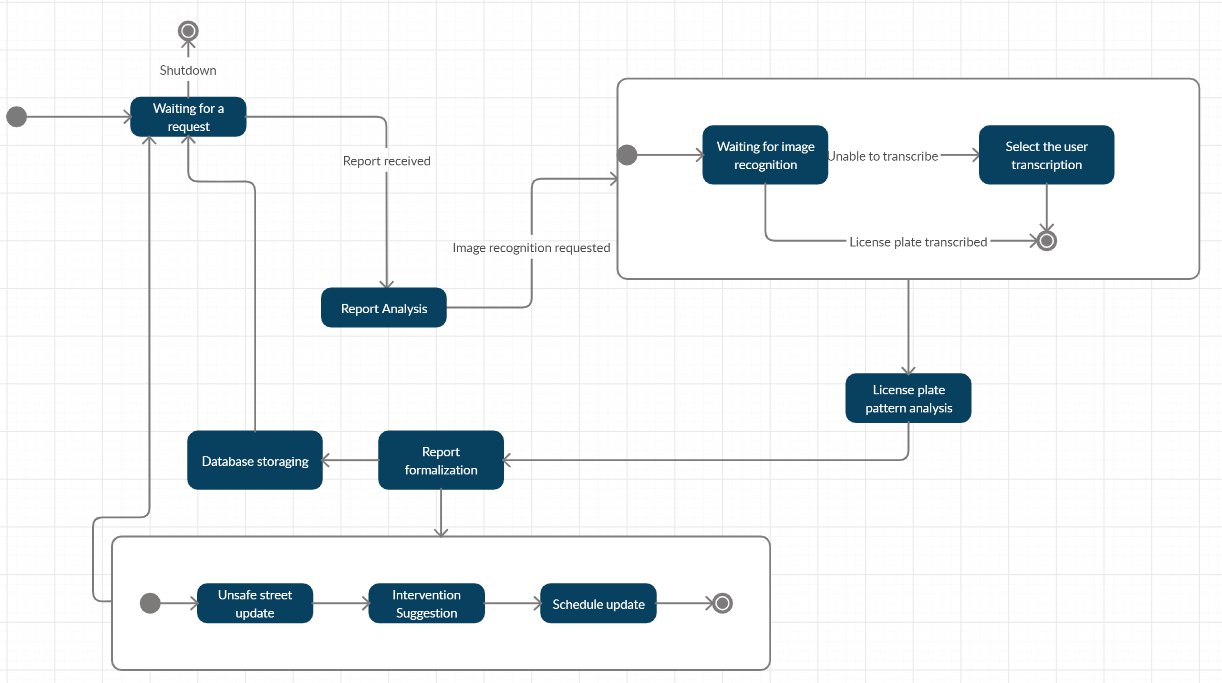 Shutdown
Waiting for a
request
Report received
Waiting for image
recognition
Unable to transcribe
Select the user
transcription
License plate transcribed
Image recognition requested
Report Analysis
License plate
pattern analysis
Report
formalization
Database storaging
Unsafe street
update
Intervention
Suggestion
Schedule update